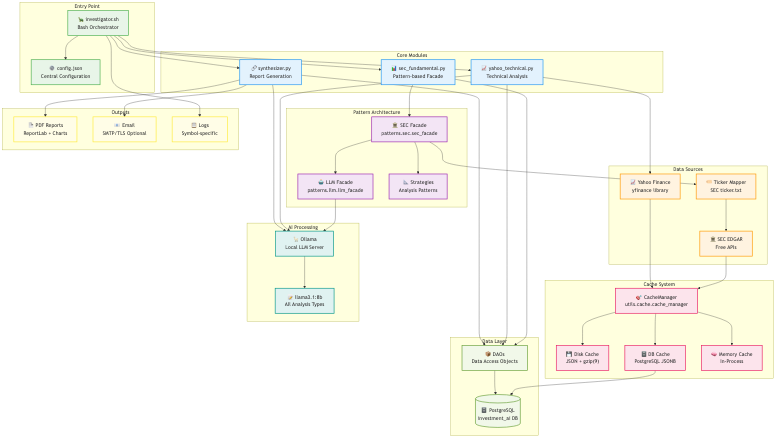 Entry Point
investigator.sh
Bash Orchestrator
config.json
Central Configuration
Core Modules
synthesizer.py
Report Generation
sec_fundamental.py
Pattern-based Facade
yahoo_technical.py
Technical Analysis
Outputs
PDF Reports
ReportLab + Charts
Email
SMTP/TLS Optional
Logs
Symbol-specific
Pattern Architecture
SEC Facade
patterns.sec.sec_facade
LLM Facade
patterns.llm.llm_facade
Strategies
Analysis Patterns
Data Sources
Yahoo Finance
yfinance library
Ticker Mapper
SEC ticker.txt
SEC EDGAR
Free APIs
AI Processing
Ollama
Local LLM Server
llama3.1:8b
All Analysis Types
Cache System
CacheManager
utils.cache.cache_manager
Disk Cache
JSON + gzip(9)
DB Cache
PostgreSQL JSONB
Memory Cache
In-Process
Data Layer
DAOs
Data Access Objects
PostgreSQL
investment_ai DB